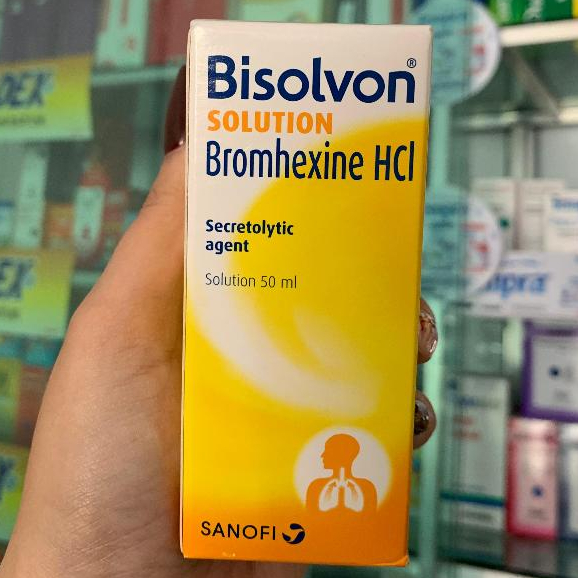 Bisolvon®
SOLUTION
Bromhexine HCl
Secretolytic
agent
Solution 50 ml
SANOFI